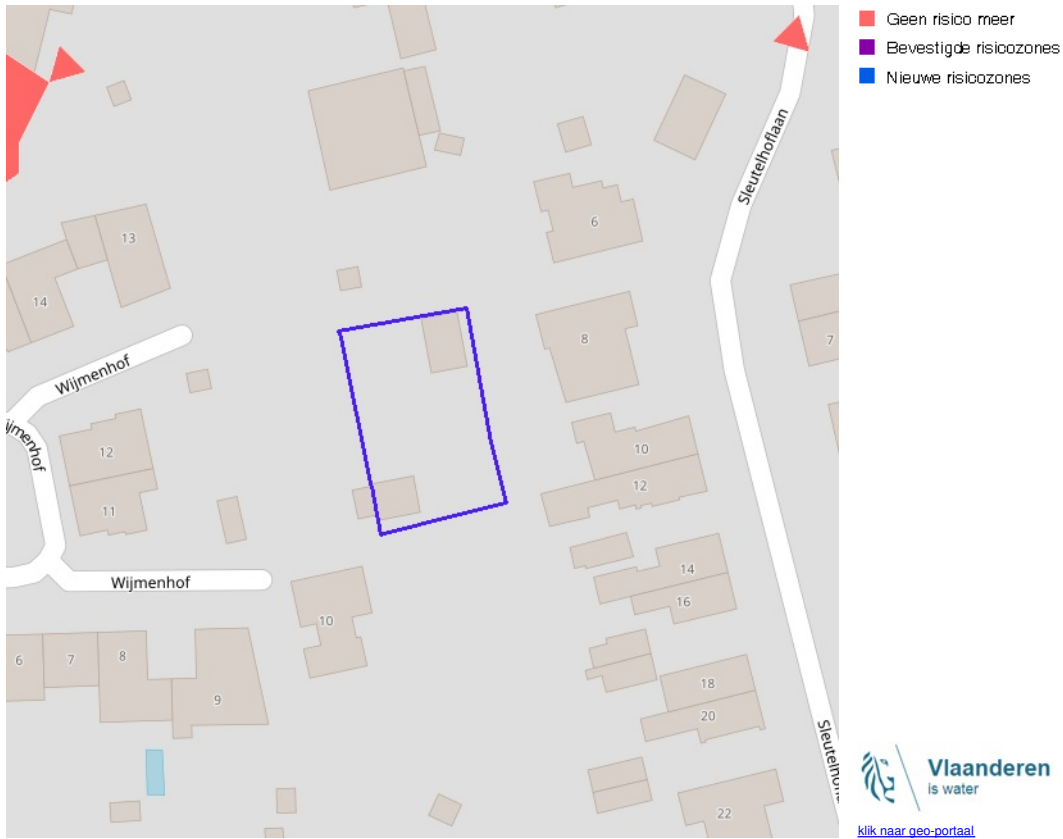 Geen risico meer
Bevestigde risicozones
Nieuwe risicozones
Sleutelhoflaan
6
13
14
8
7
Wijmenhof
Wijmenhof
12
11
10
12
14
16
Wijmenhof
10
6
7
8
9
18
20
22
Vlaanderen
is water
klik naar geo-portaal